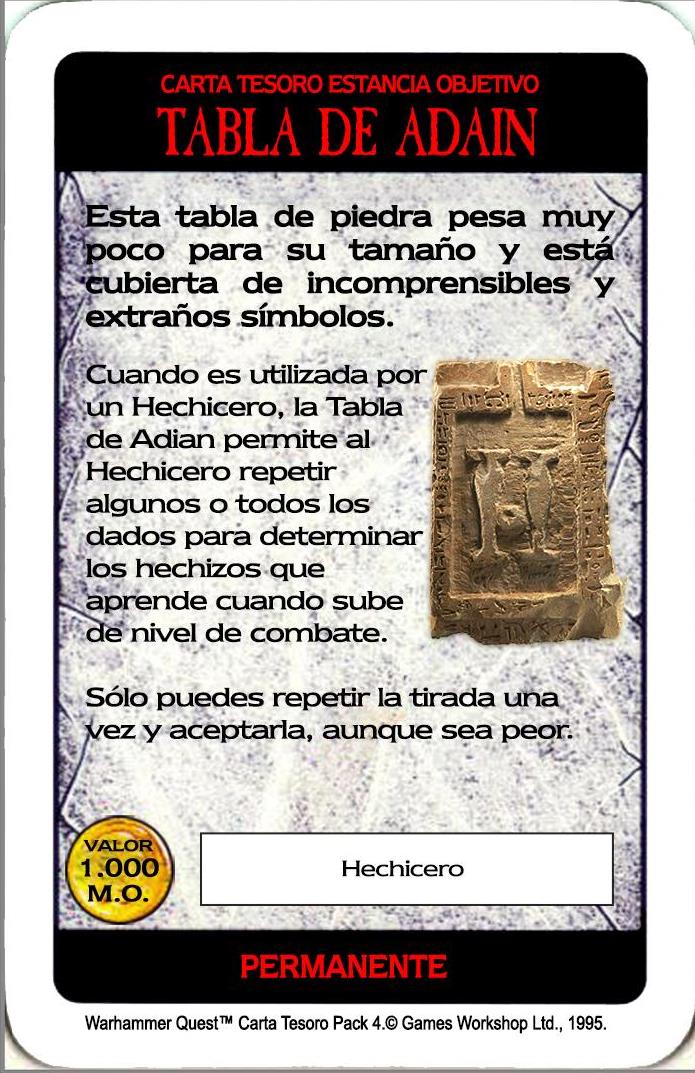 CARTA TESORO ESTANCIA OBJETIVO
TABLA DE ADAIN
Esta tabla de piedra pesa muy
poco para su tamaño y está
cubierta de incomprensibles y
extraños símbolos.
Cuando es utilizada por
un Hechicero, la Tabla
de Adian permite al
Hechicero repetir
algunos o todos los
dados para determinar
los hechizos que
aprende cuando sube
de nivel de combate.
Sólo puedes repetir la tirada una
vez y aceptarla, aunque sea peor.
VALOR
1.000
M.O.
Hechicero
PERMANENTE
Warhammer Quest™ Carta Tesoro Pack 4.© Games Workshop Ltd., 1995.